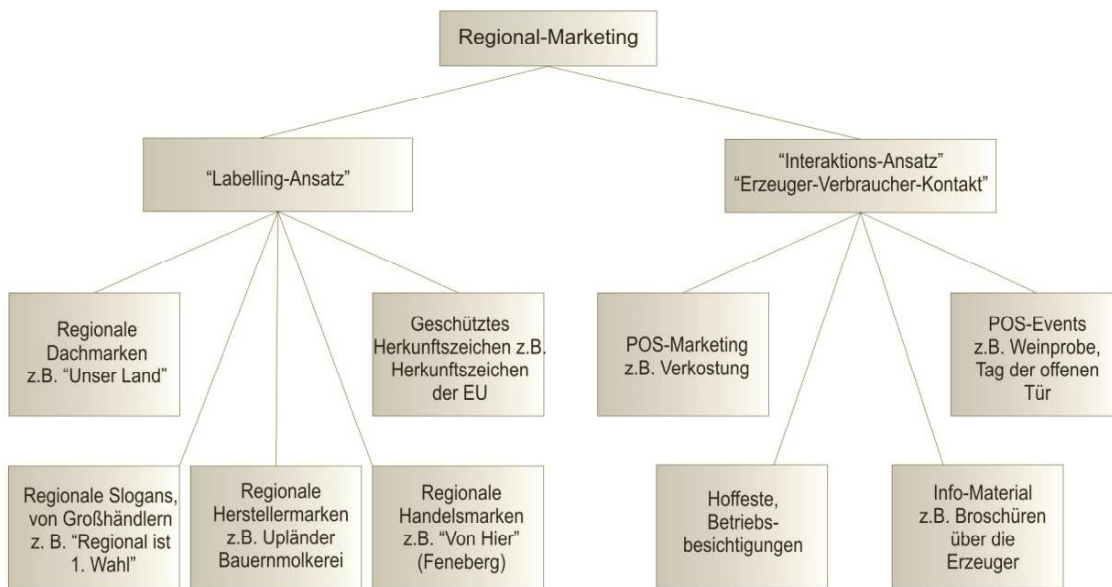 Regional-Marketing
“Labelling-Ansatz”
“Interaktions-Ansatz”
“Erzeuger-Verbraucher-Kontakt”
Regionale
Dachmarken
z.B. “Unser Land”
Geschütztes
Herkunftszeichen z.B.
Herkunftszeichen
der EU
POS-Marketing
z.B. Verkostung
POS-Events
z.B. Weinprobe,
Tag der offenen
Tür
Regionale Slogans,
von Großhändlern
z. B. “Regional ist
1. Wahl”
Regionale
Herstellermarken
z.B. Upländer
Bauernmolkerei
Regionale
Handelsmarken
z.B. “Von Hier”
(Feneberg)
Hoffeste,
Betriebs-
besichtigungen
Info-Material
z.B. Broschüren
über die
Erzeuger